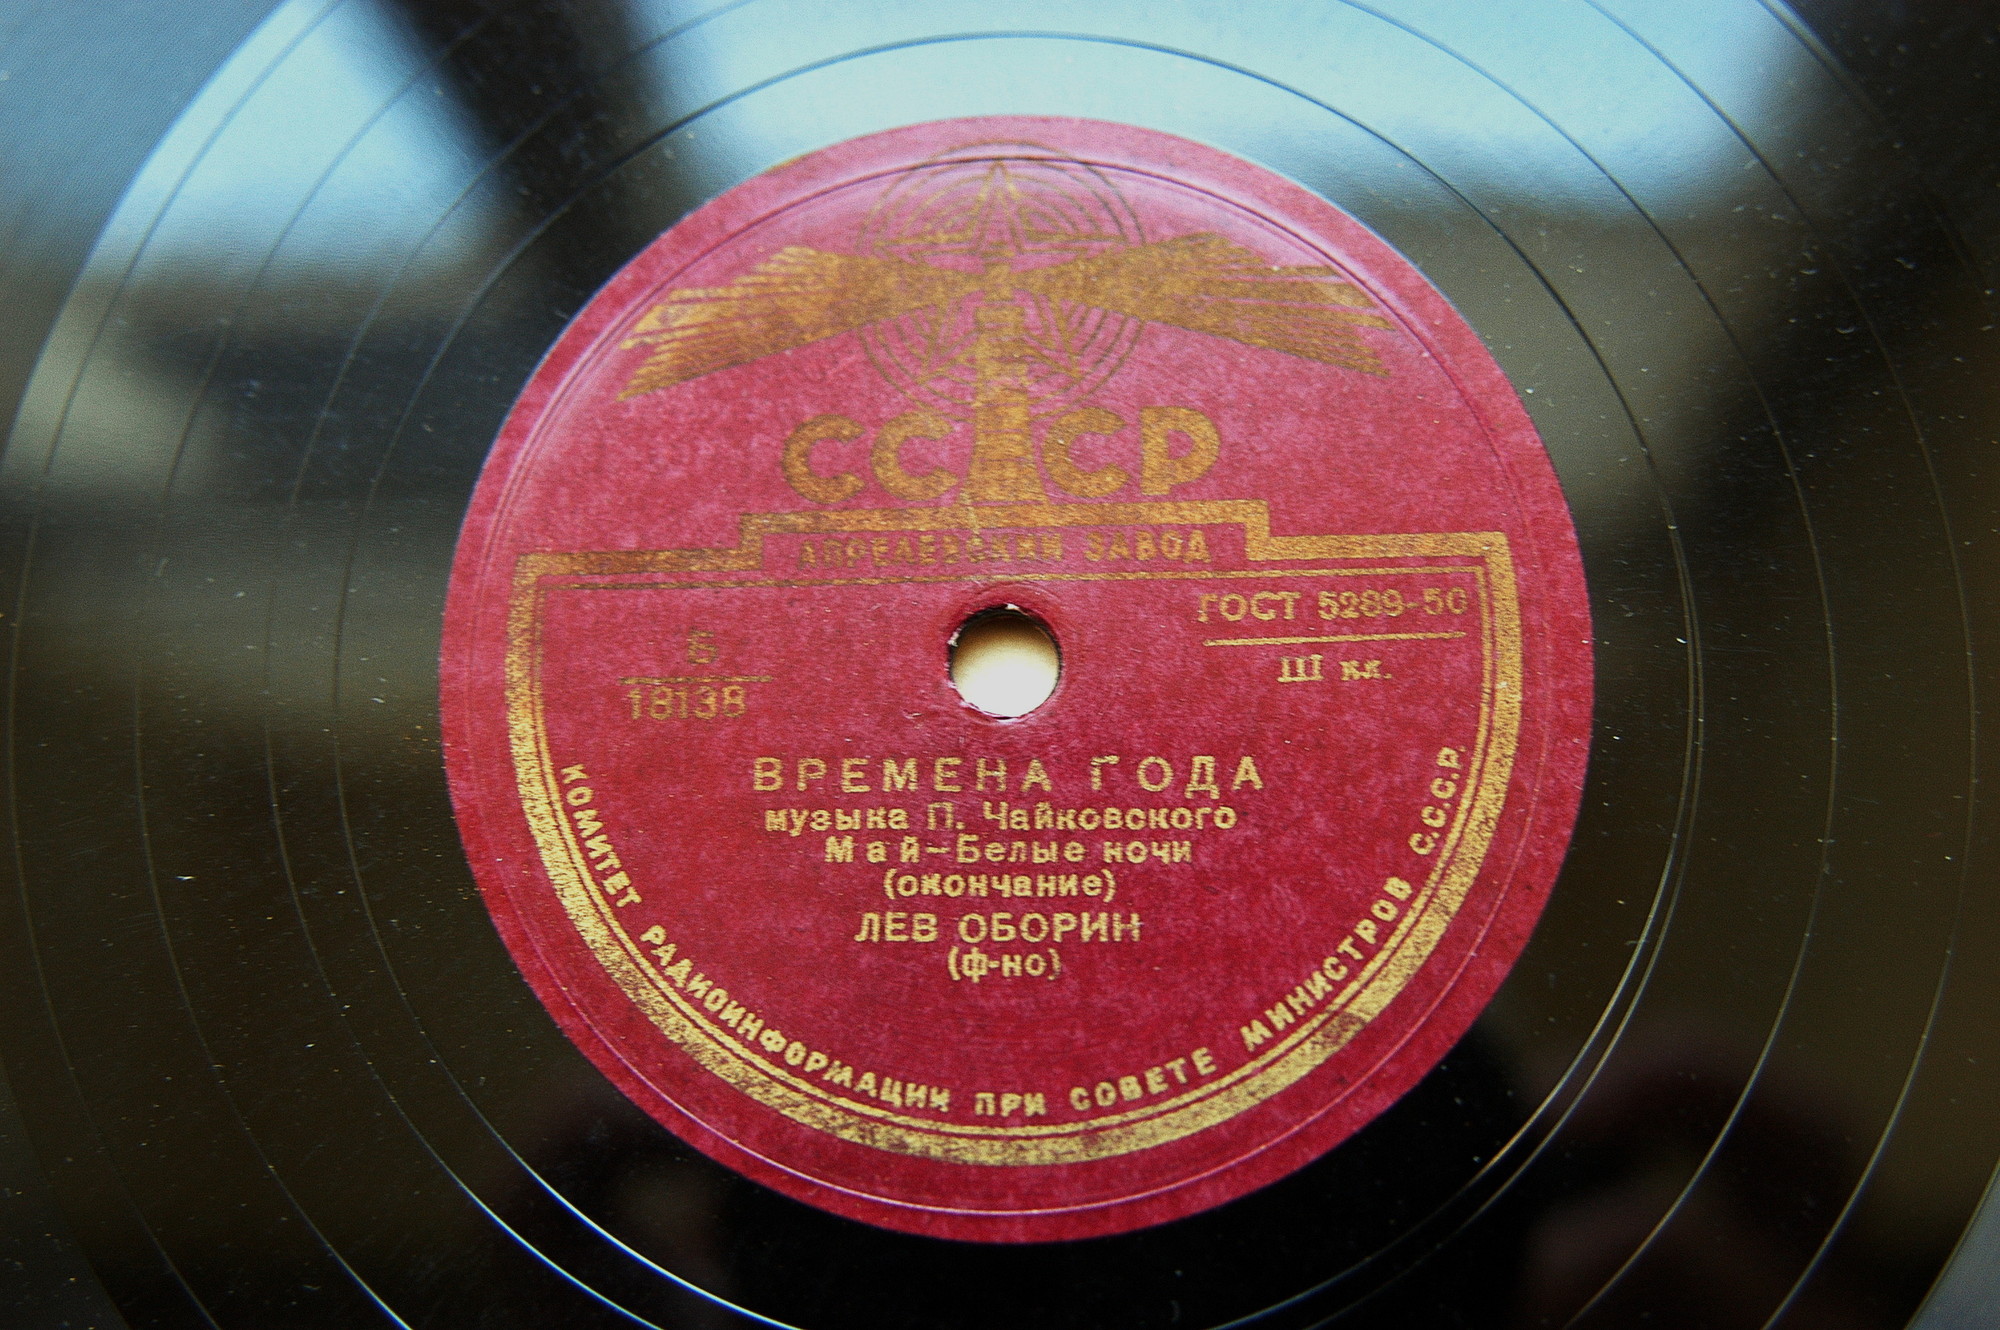 СССР
АПРЕЛЕВСКИЙ ЗАВОД
ГОСТ 5289-50
III кл.
Б
18138
ВРЕМЕНА ГОДА
музыка П. Чайковского
Май-Белые ночи
(окончание)
ЛЕВ ОБОРИН
(ф-но)
КОМИТЕТ РАДИОИНФОРМАЦИИ ПРИ СОВЕТЕ МИНИСТРОВ С.С.С.Р.